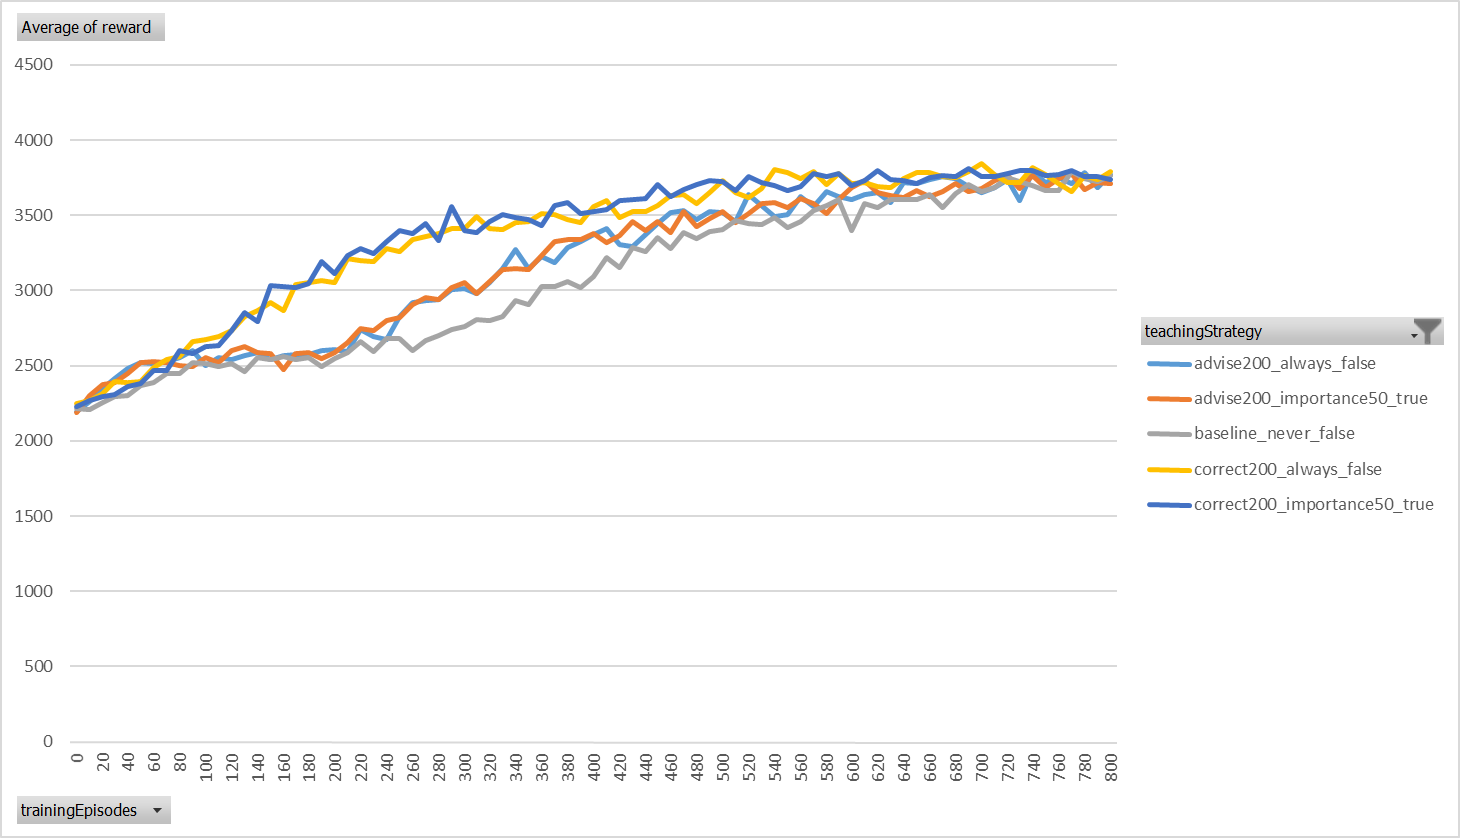 Average of reward
4500
4000
3500
3000
2500
2000
1500
1000
500
0
0 20 40 60 80 100 120 140 160 180 200 220 240 260 280 300 320 340 360 380 400 420 440 460 480 500 520 540 560 580 600 620 640 660 680 700 720 740 760 780 800
trainingEpisodes
teachingStrategy
advise200_always_false
advise200_importance50_true
baseline_never_false
correct200_always_false
correct200_importance50_true